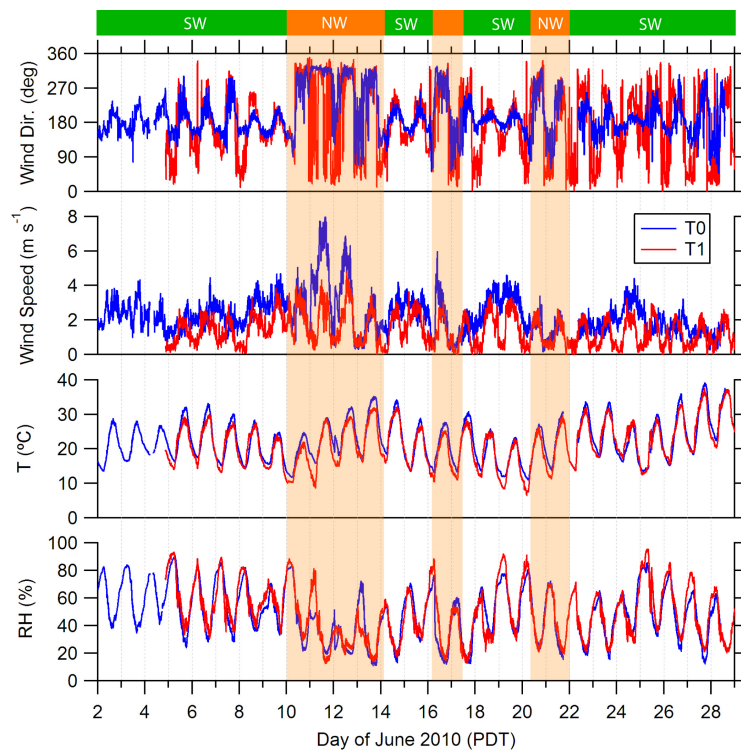 SW NW SW SW NW SW
360
270
180
90
0
Wind Dir. (deg)
8
6
4
2
0
Wind Speed (m s⁻¹)
T0
T1
40
30
20
10
0
T (ºC)
100
80
60
40
20
0
RH (%)
2 4 6 8 10 12 14 16 18 20 22 24 26 28
Day of June 2010 (PDT)